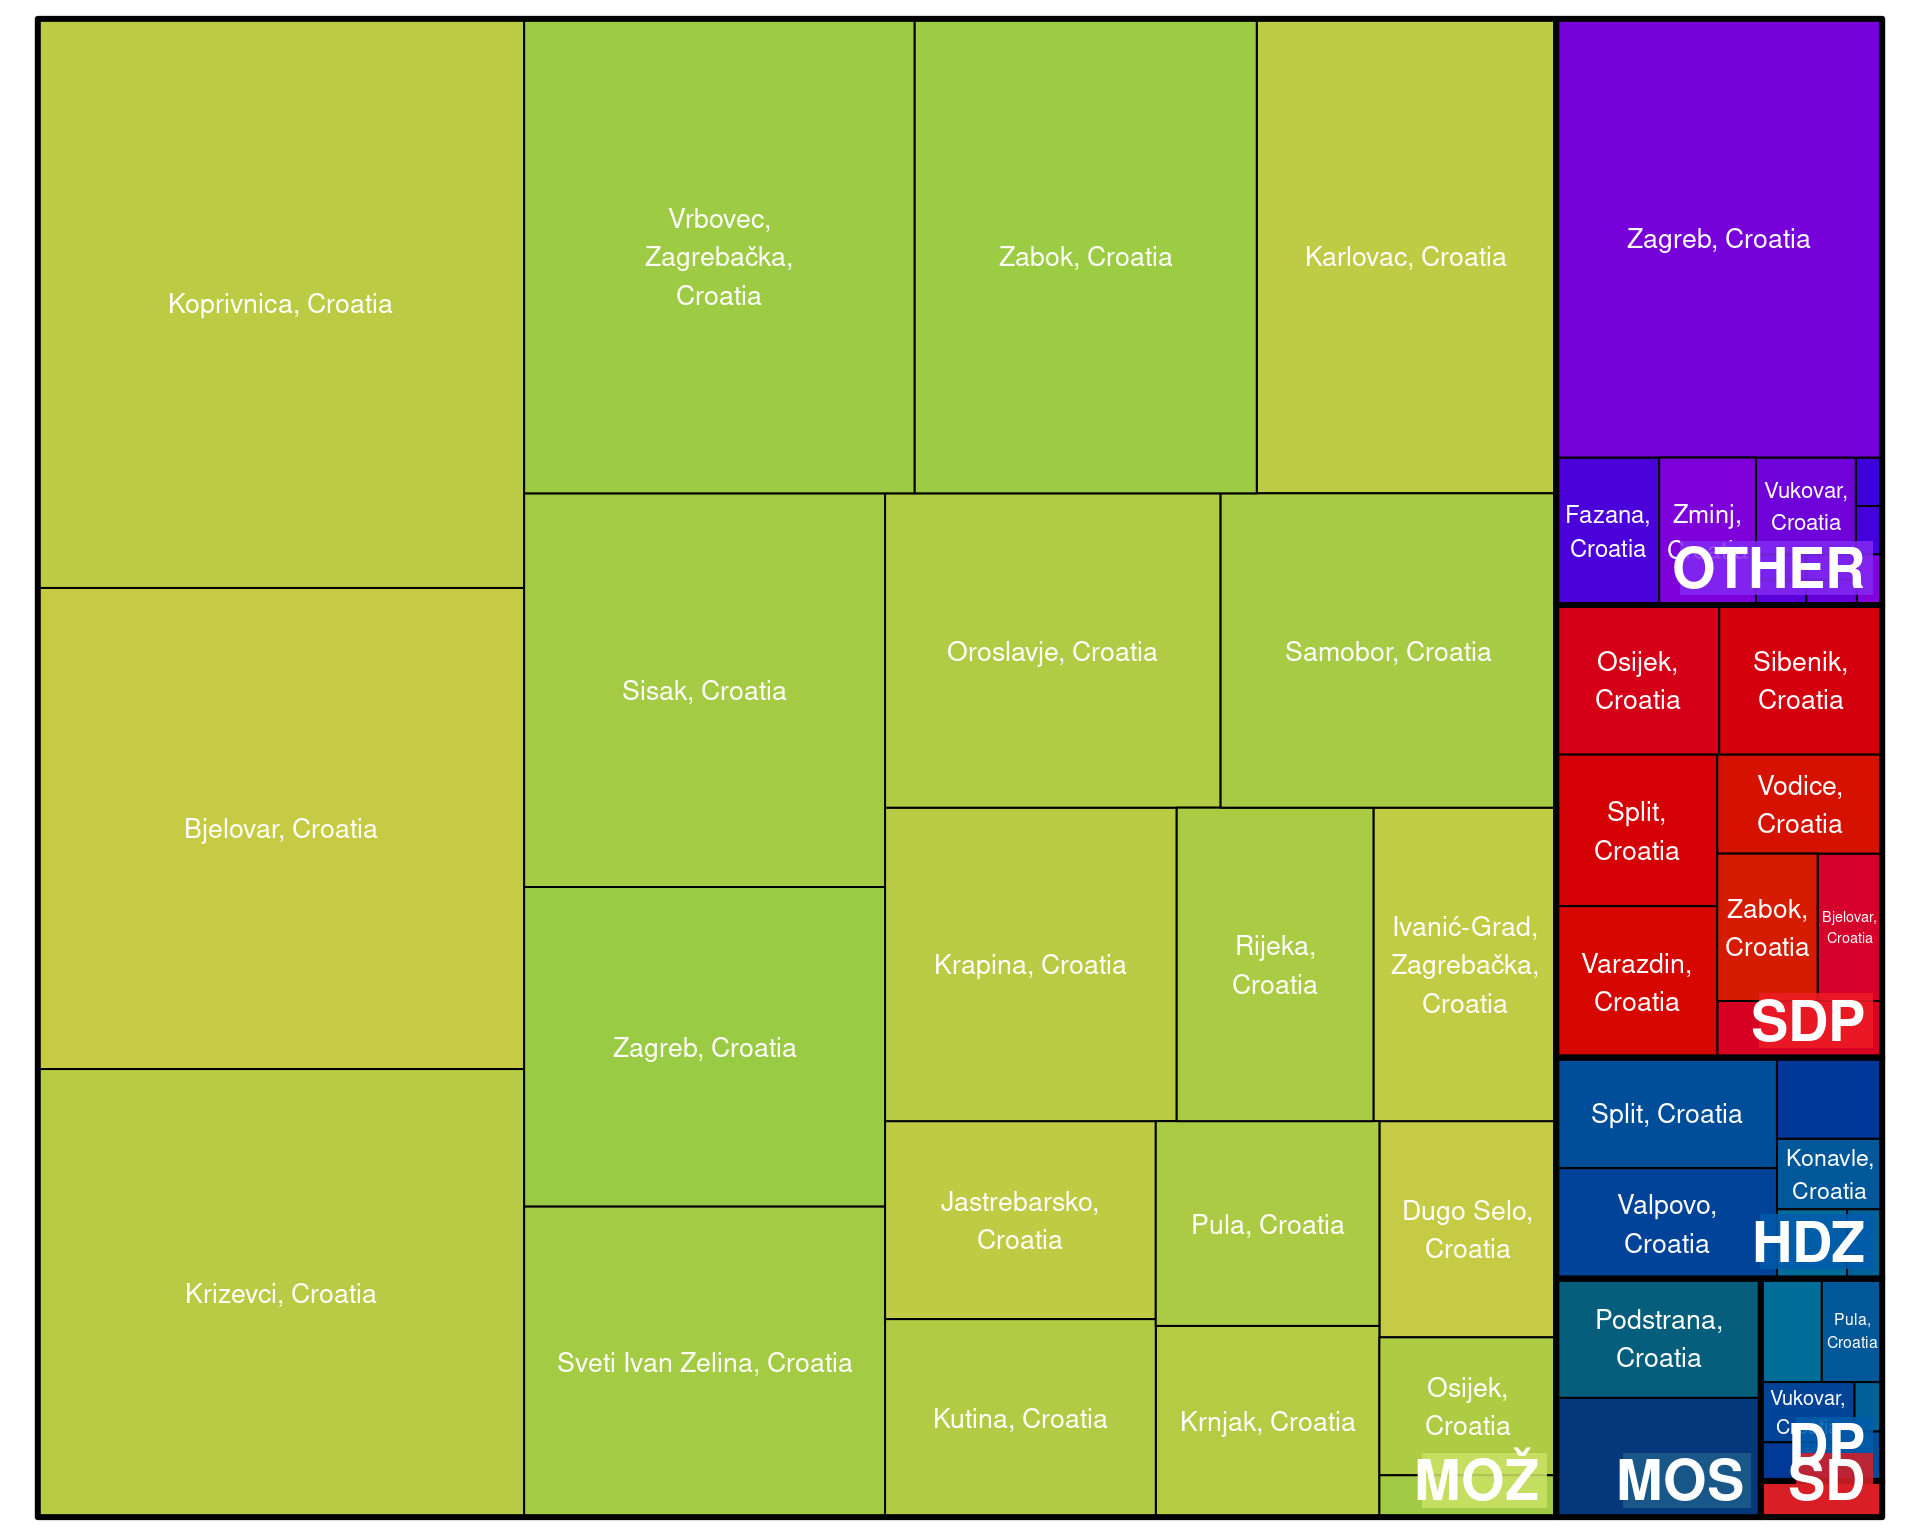 Koprivnica, Croatia
Bjelovar, Croatia
Krizevci, Croatia
Vrbovec,
Zagrebačka,
Croatia
Zabok, Croatia
Karlovac, Croatia
Sisak, Croatia
Zagreb, Croatia
Sveti Ivan Zelina, Croatia
Oroslavje, Croatia
Samobor, Croatia
Krapina, Croatia
Rijeka,
Croatia
Ivanić-Grad,
Zagrebačka,
Croatia
Jastrebarsko,
Croatia
Pula, Croatia
Dugo Selo,
Croatia
Kutina, Croatia
Krnjak, Croatia
Osijek,
Croatia
MOŽ
Zagreb, Croatia
Fazana,
Croatia
Zminj,
Vukovar,
Croatia
OTHER
Osijek,
Croatia
Sibenik,
Croatia
Split,
Croatia
Vodice,
Croatia
Zabok,
Croatia
Bjelovar,
Croatia
Varazdin,
Croatia
SDP
Split, Croatia
Konavle,
Croatia
Valpovo,
Croatia
HDZ
Podstrana,
Croatia
MOS
Pula,
Croatia
Vukovar,
DP
SD